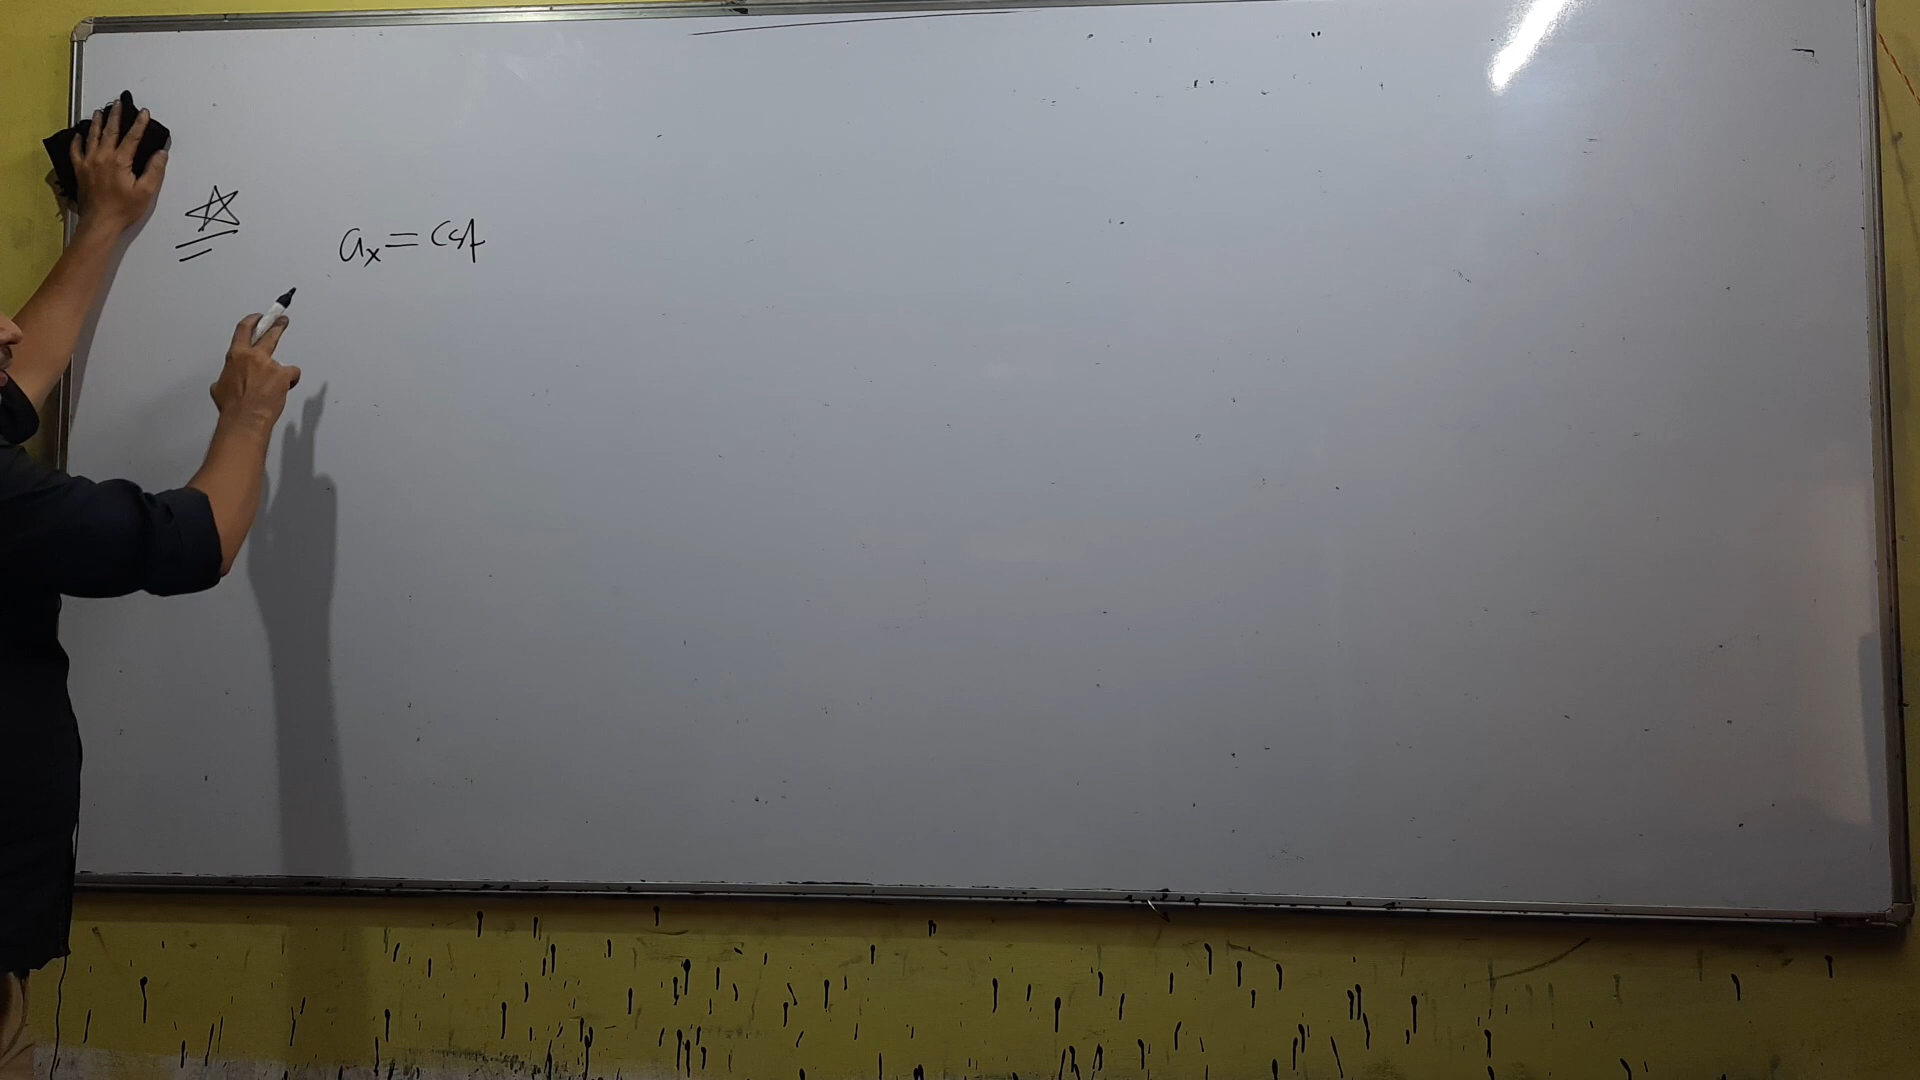 ☆ aₓ = cst